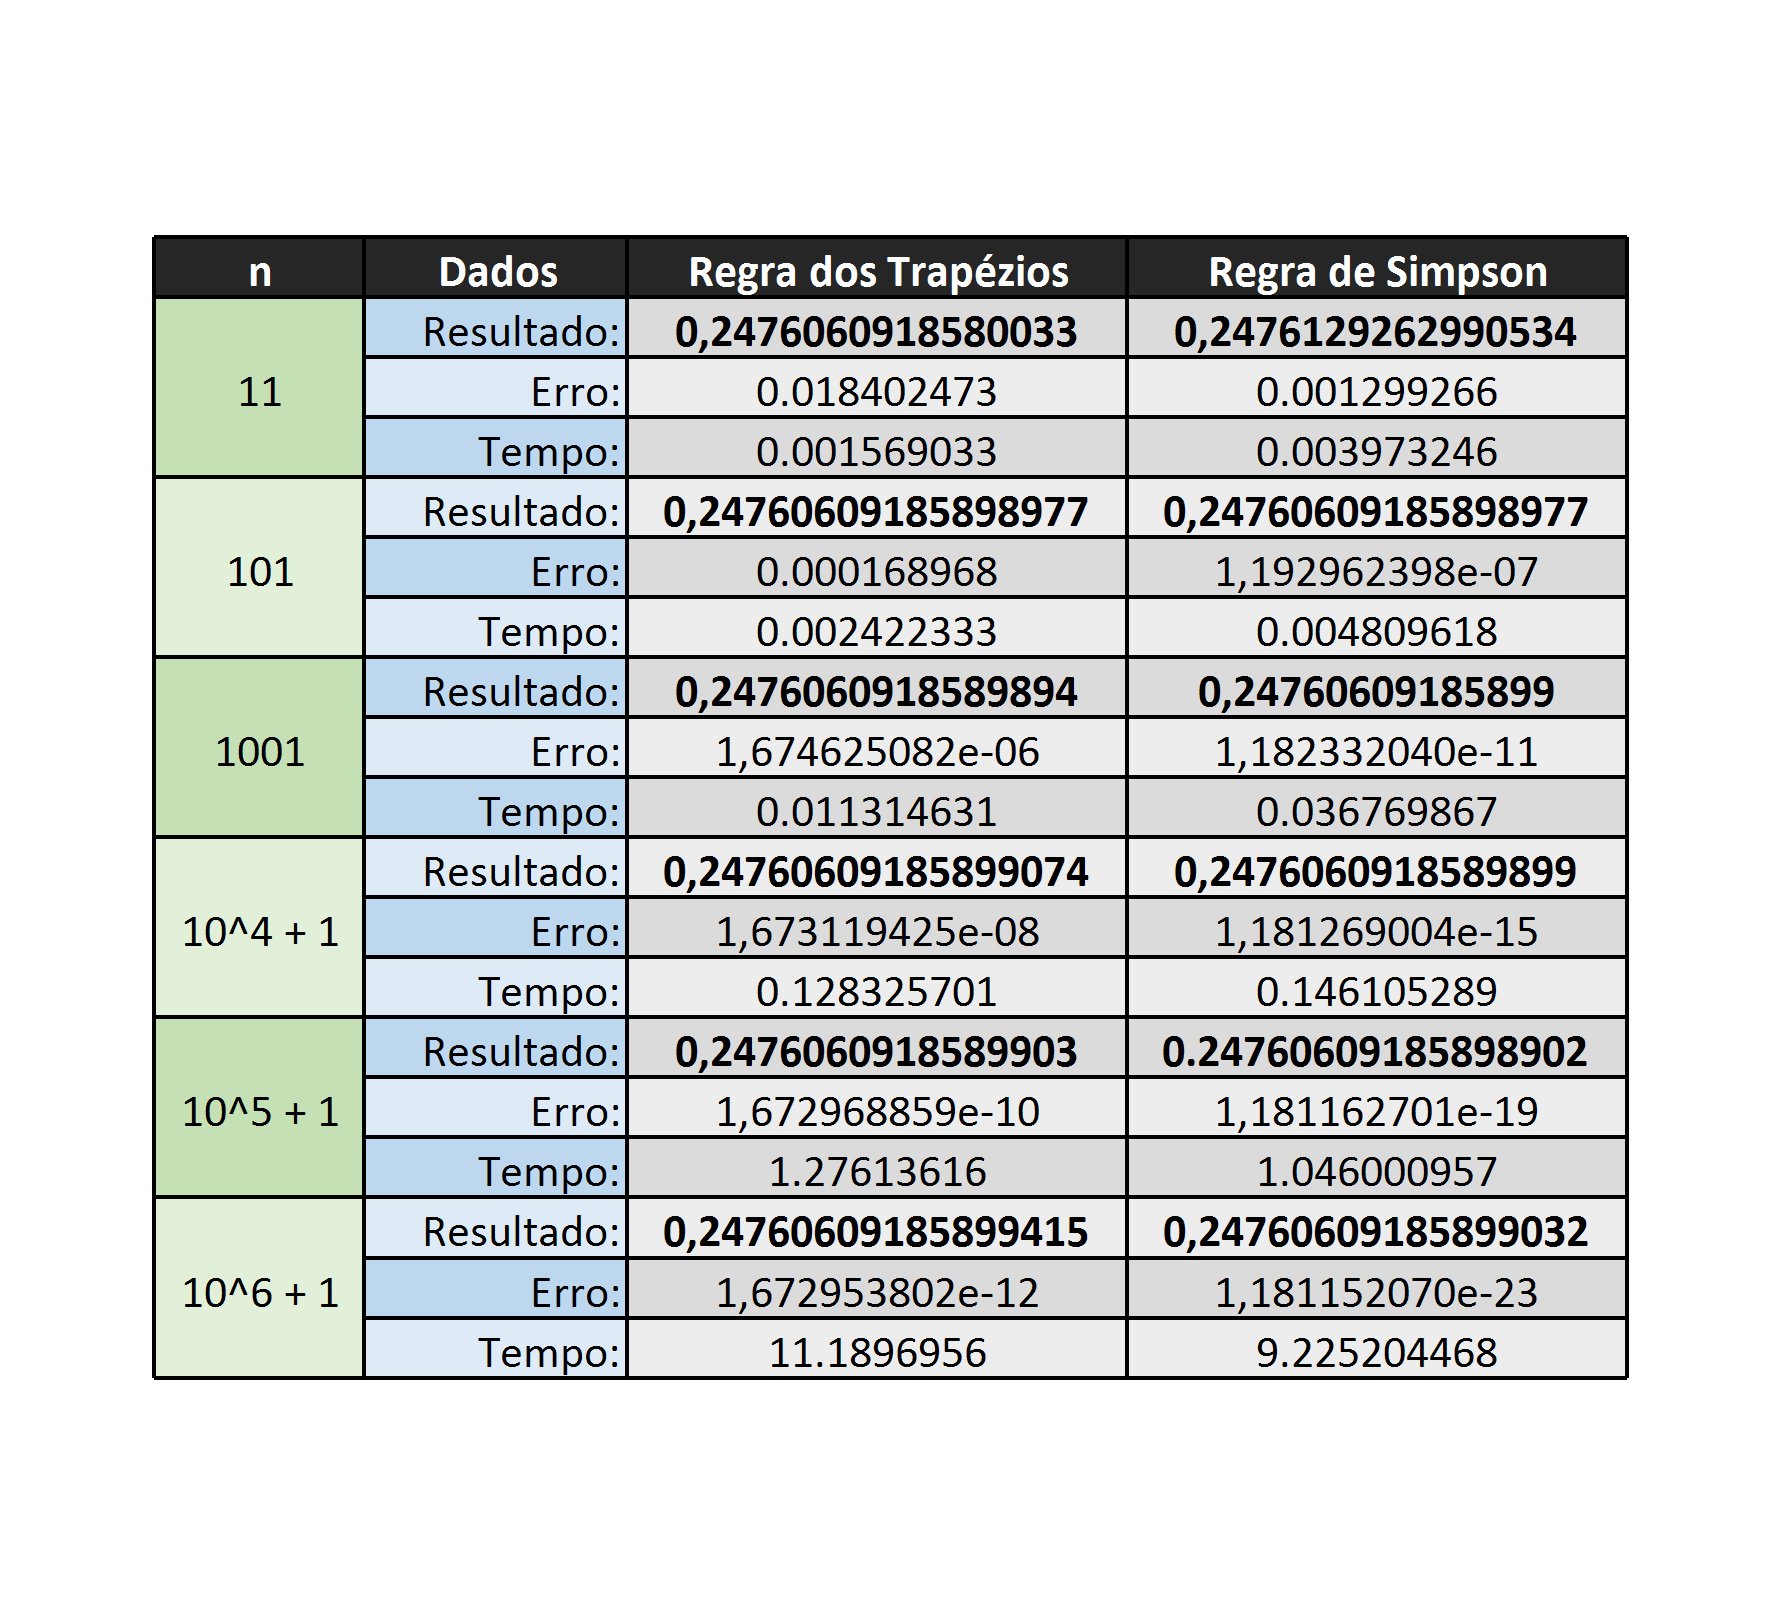 n Dados Regra dos Trapézios Regra de Simpson
11
Resultado: 0,2476060918580033 0,2476129262990534
Erro: 0.018402473 0.001299266
Tempo: 0.001569033 0.003973246
101
Resultado: 0,24760609185898977 0,24760609185898977
Erro: 0.000168968 1,192962398e-07
Tempo: 0.002422333 0.004809618
1001
Resultado: 0,2476060918589894 0,24760609185899
Erro: 1,674625082e-06 1,182332040e-11
Tempo: 0.011314631 0.036769867
10^4 + 1
Resultado: 0,24760609185899074 0,2476060918589899
Erro: 1,673119425e-08 1,181269004e-15
Tempo: 0.128325701 0.146105289
10^5 + 1
Resultado: 0,2476060918589903 0.24760609185898902
Erro: 1,672968859e-10 1,181162701e-19
Tempo: 1.27613616 1.046000957
10^6 + 1
Resultado: 0,24760609185899415 0,24760609185899032
Erro: 1,672953802e-12 1,181152070e-23
Tempo: 11.1896956 9.225204468